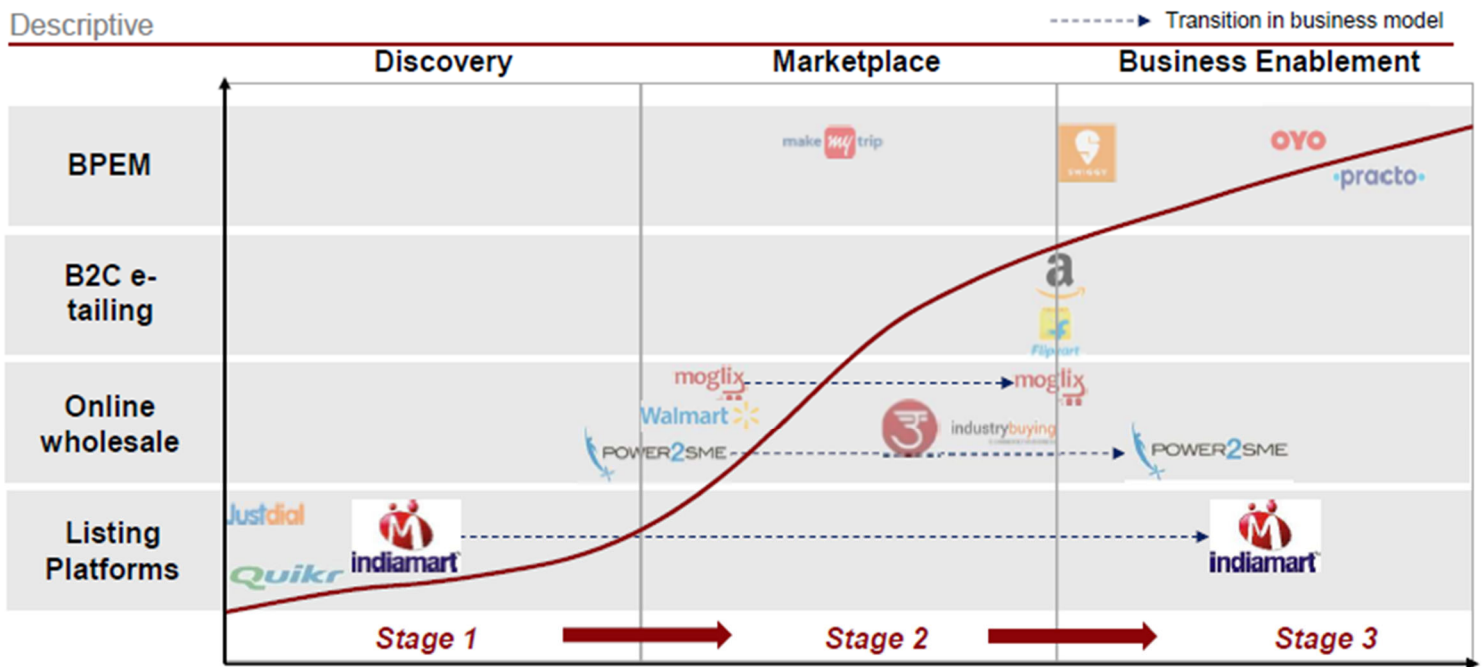 Descriptive
Transition in business model
Discovery Marketplace Business Enablement
BPEM
make my trip
SWIGGY
OYO
practo
B2C e-
tailing
a
Flipkart
Online
wholesale
moglix
moglix
Walmart
उ
industrybuying
POWER2SME
POWER2SME
Listing
Platforms
Justdial
Quikr
M
indiamart
M
indiamart
Stage 1 Stage 2 Stage 3